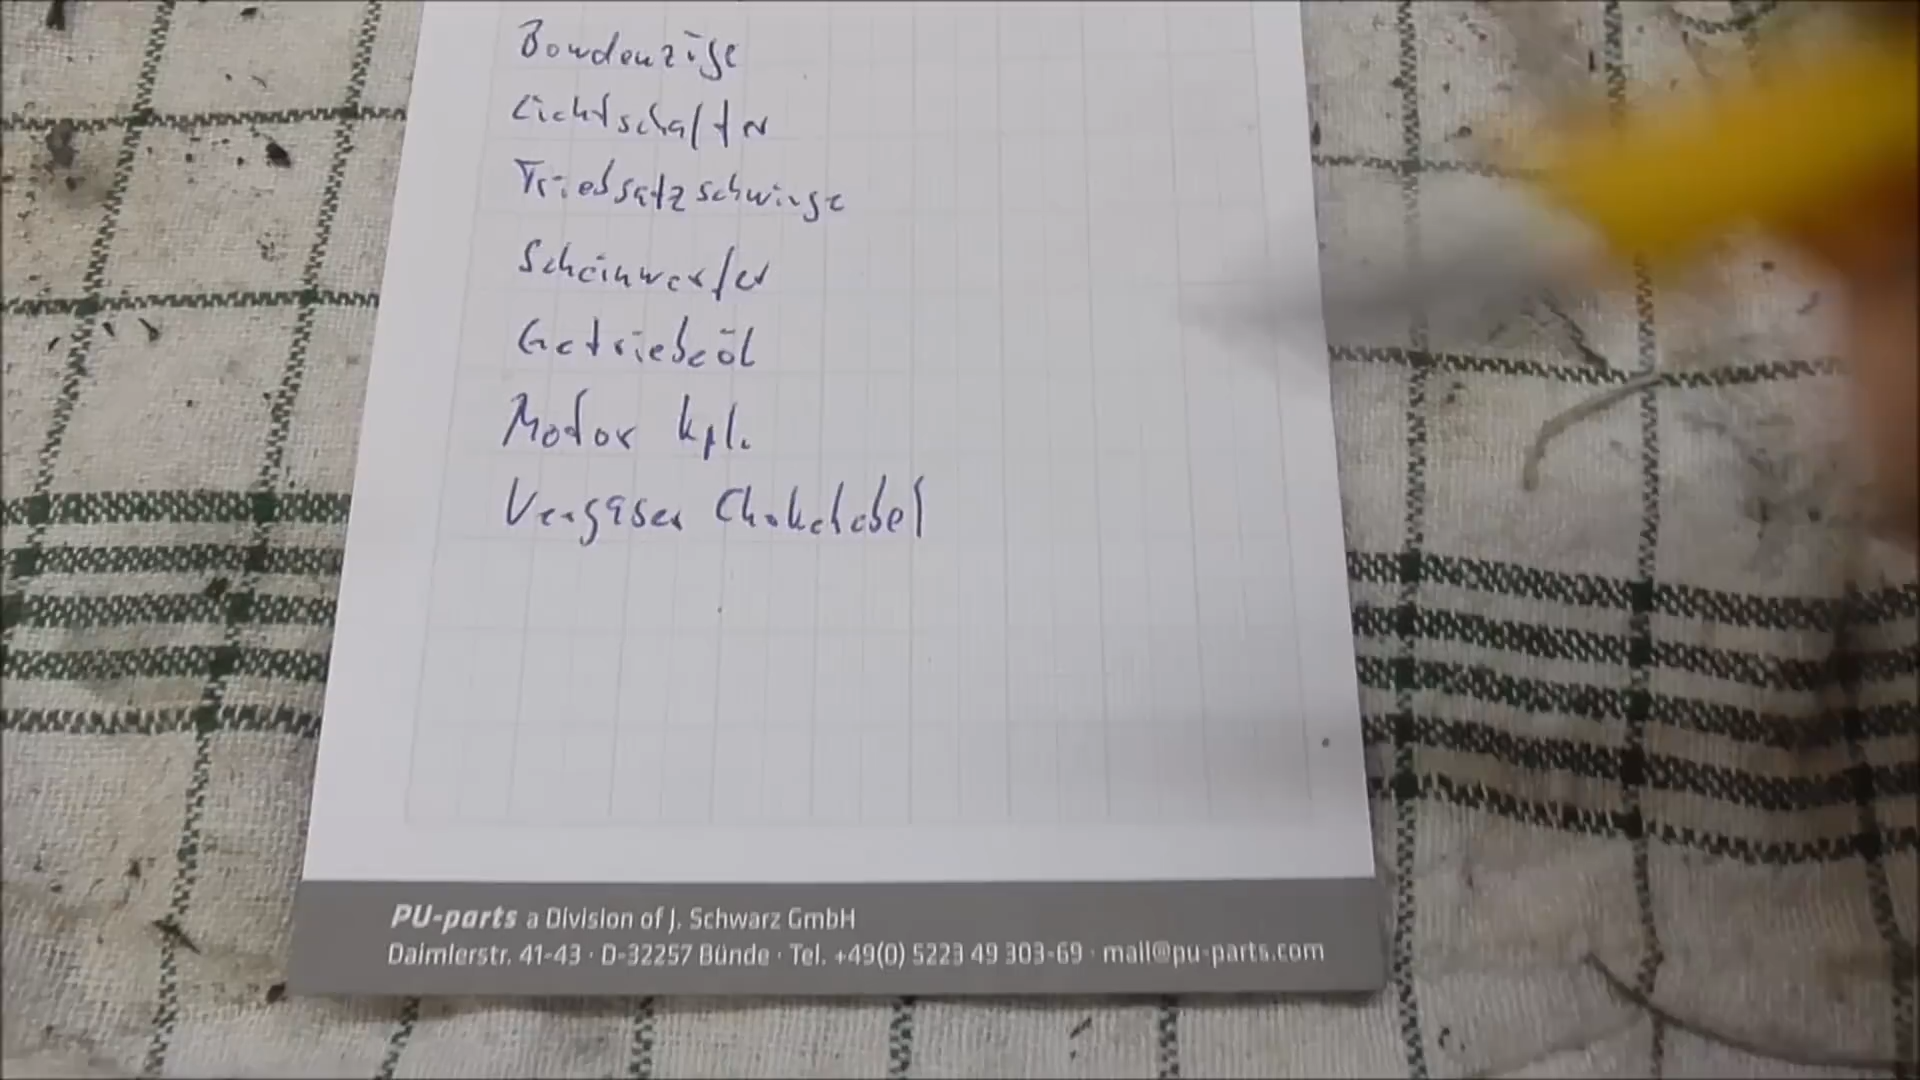 Bowdenzüge
Lichtschalter
Triebsatzschwinge
Scheinwerfer
Getriebeöl
Motor kpl.
Vergaser Chokehebel
PU-parts a Division of J. Schwarz GmbH
Daimlerstr. 41-43 · D-32257 Bünde · Tel. +49(0) 5223 49 303-69 · mail@pu-parts.com